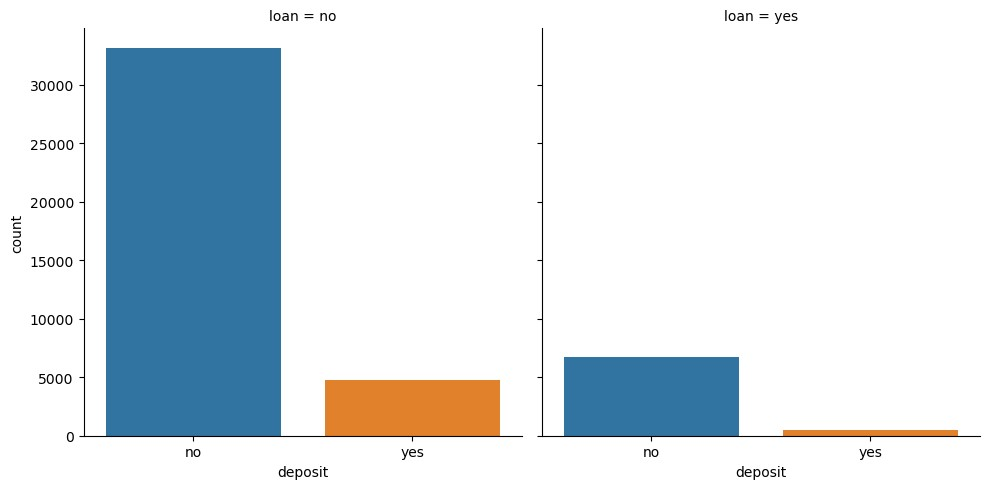 loan = no
loan = yes
count
30000
25000
20000
15000
10000
5000
0
no
yes
no
yes
deposit
deposit